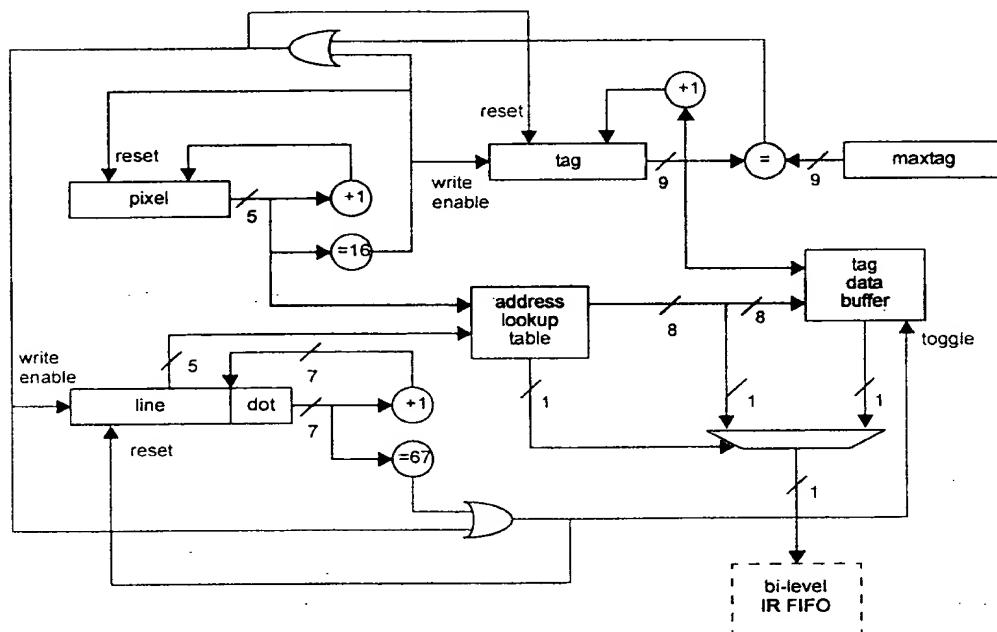 reset
+1
tag
9
=
9
maxtag
write
enable
reset
+1
pixel
5
=16
address
lookup
table
8
8
tag
data
buffer
toggle
write
enable
5
7
line
dot
7
+1
1
1
1
reset
=67
1
bi-level
IR FIFO